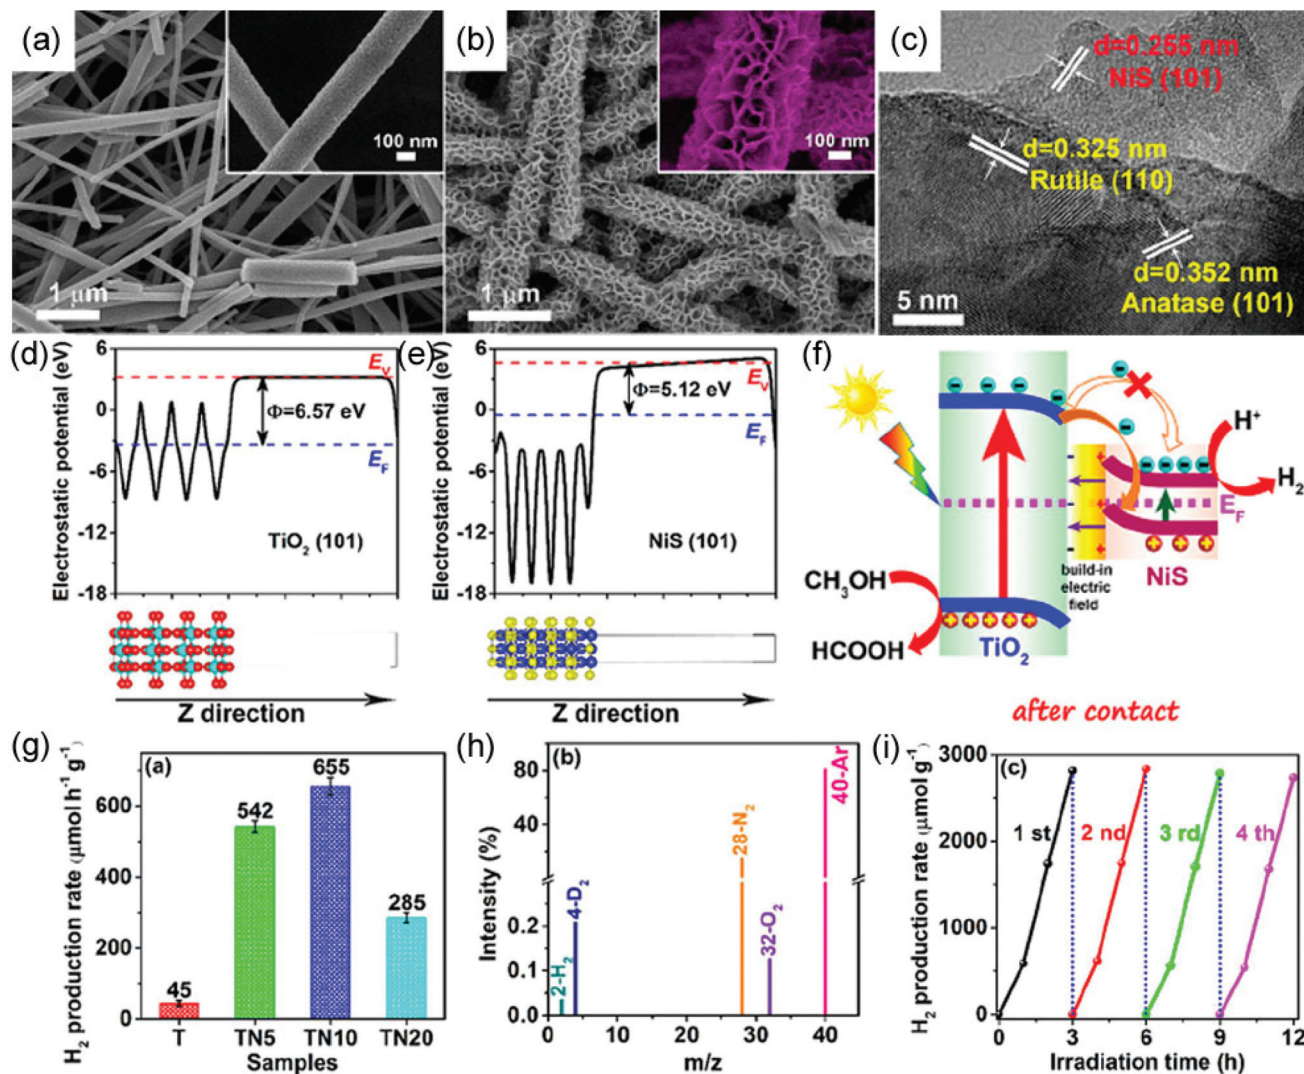 (a)
100 nm
1 μm
(b)
100 nm
1 μm
(c)
d=0.255 nm
NiS (101)
d=0.325 nm
Rutile (110)
d=0.352 nm
Anatase (101)
5 nm
(d)
Electrostatic potential (eV)
6
0
-6
-12
-18
E_V
Φ=6.57 eV
E_F
TiO₂ (101)
Z direction
(e)
Electrostatic potential (eV)
6
0
-6
-12
-18
E_V
Φ=5.12 eV
E_F
NiS (101)
Z direction
(f)
H⁺
H₂
E_F
NiS
build-in
electric
field
CH₃OH
HCOOH
TiO₂
after contact
(g)
(a)
H₂ production rate (μmol h⁻¹ g⁻¹)
600
400
200
0
45
542
655
285
T TN5 TN10 TN20
Samples
(h)
(b)
Intensity (%)
80
40
0.2
0.1
0.0
2-H₂
4-D₂
28-N₂
32-O₂
40-Ar
0 10 20 30 40
m/z
(i)
(c)
H₂ production rate (μmol g⁻¹)
3000
2000
1000
0
1 st 2 nd 3 rd 4 th
0 3 6 9 12
Irradiation time (h)